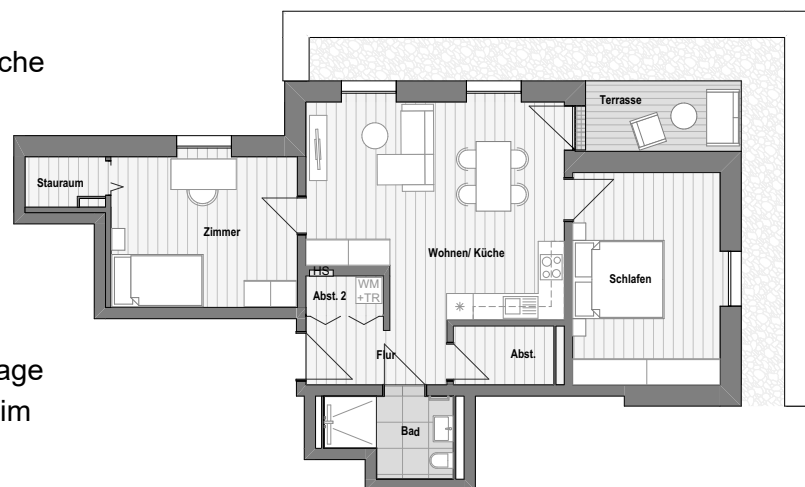 che
Terrasse
Stauraum
Zimmer
Wohnen/ Küche
Schlafen
HS
WM
+TR
Abst. 2
Flur
Abst.
age
im
Bad